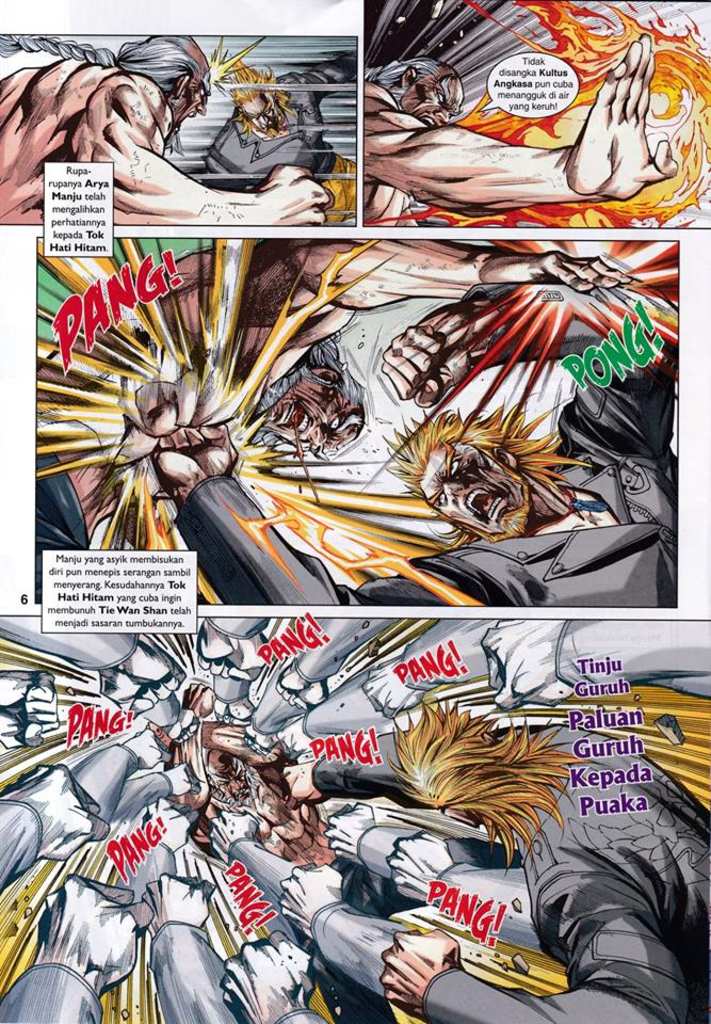 Tidak
disangka Kultus
Angkasa pun cuba
menangguk di air
yang keruh!
Rupa-
rupanya Arya
Manju telah
mengalihkan
perhatiannya
kepada Tok
Hati Hitam.
PANG!
PONG!
Manju yang asyik membisukan
diri pun menepis serangan sambil
menyerang. Kesudahannya Tok
Hati Hitam yang cuba ingin
membunuh Tie Wan Shan telah
menjadi sasaran tumbukannya.
6
PANG!
PANG!
PANG!
PANG!
Tinju
Guruh
Paluan
Guruh
Kepada
Puaka
PANG!
PANG!
PANG!